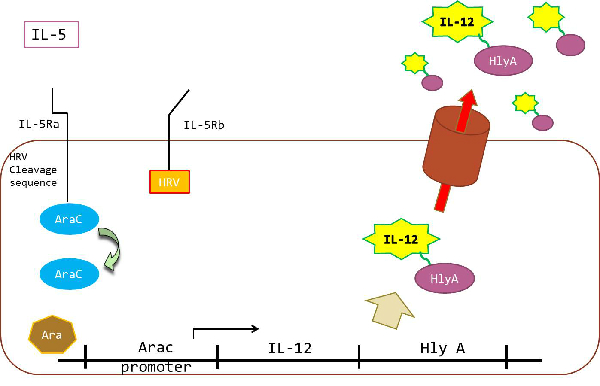 IL-5
IL-12
HlyA
IL-5Ra
IL-5Rb
HRV
Cleavage
sequence
HRV
AraC
AraC
IL-12
HlyA
Ara
Arac
promoter
IL-12
Hly A